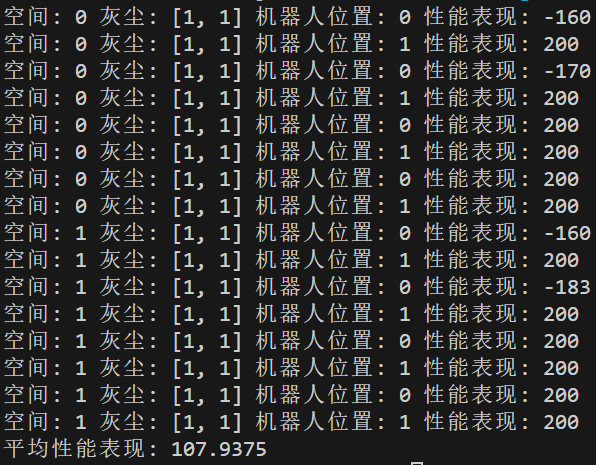 空间: 0 灰尘: [1, 1] 机器人位置: 0 性能表现: -160
空间: 0 灰尘: [1, 1] 机器人位置: 1 性能表现: 200
空间: 0 灰尘: [1, 1] 机器人位置: 0 性能表现: -170
空间: 0 灰尘: [1, 1] 机器人位置: 1 性能表现: 200
空间: 0 灰尘: [1, 1] 机器人位置: 0 性能表现: 200
空间: 0 灰尘: [1, 1] 机器人位置: 1 性能表现: 200
空间: 0 灰尘: [1, 1] 机器人位置: 0 性能表现: 200
空间: 0 灰尘: [1, 1] 机器人位置: 1 性能表现: 200
空间: 1 灰尘: [1, 1] 机器人位置: 0 性能表现: -160
空间: 1 灰尘: [1, 1] 机器人位置: 1 性能表现: 200
空间: 1 灰尘: [1, 1] 机器人位置: 0 性能表现: -183
空间: 1 灰尘: [1, 1] 机器人位置: 1 性能表现: 200
空间: 1 灰尘: [1, 1] 机器人位置: 0 性能表现: 200
空间: 1 灰尘: [1, 1] 机器人位置: 1 性能表现: 200
空间: 1 灰尘: [1, 1] 机器人位置: 0 性能表现: 200
空间: 1 灰尘: [1, 1] 机器人位置: 1 性能表现: 200
平均性能表现: 107.9375